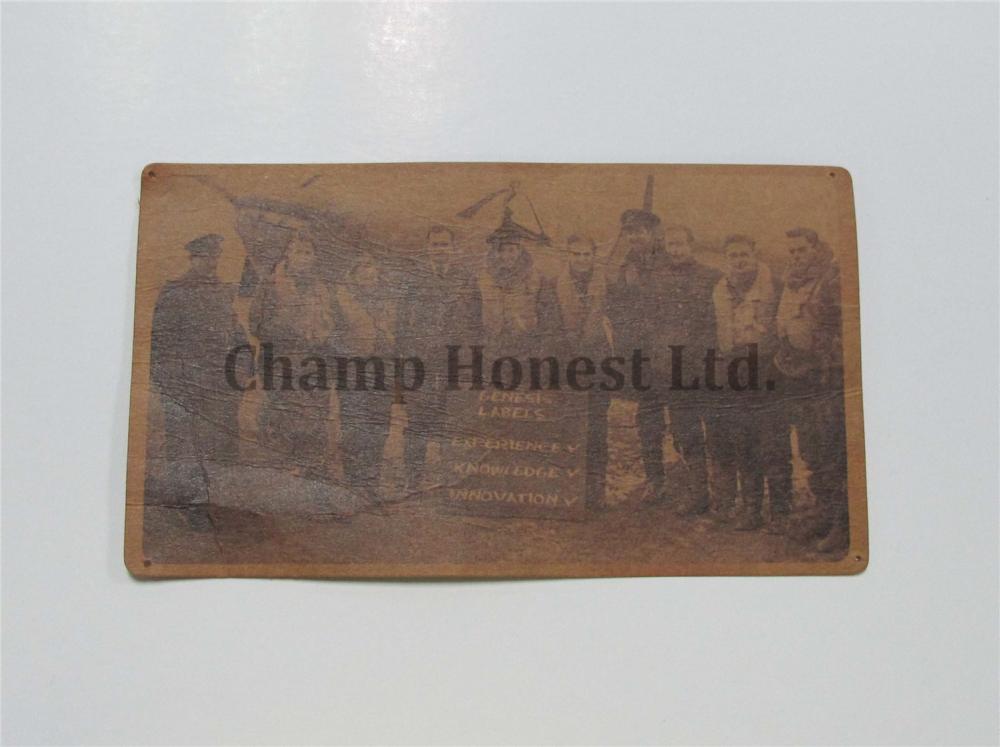 Champ Honest Ltd.
GENESIS
LABELS
EXPERIENCE ✓
KNOWLEDGE ✓
INNOVATION ✓